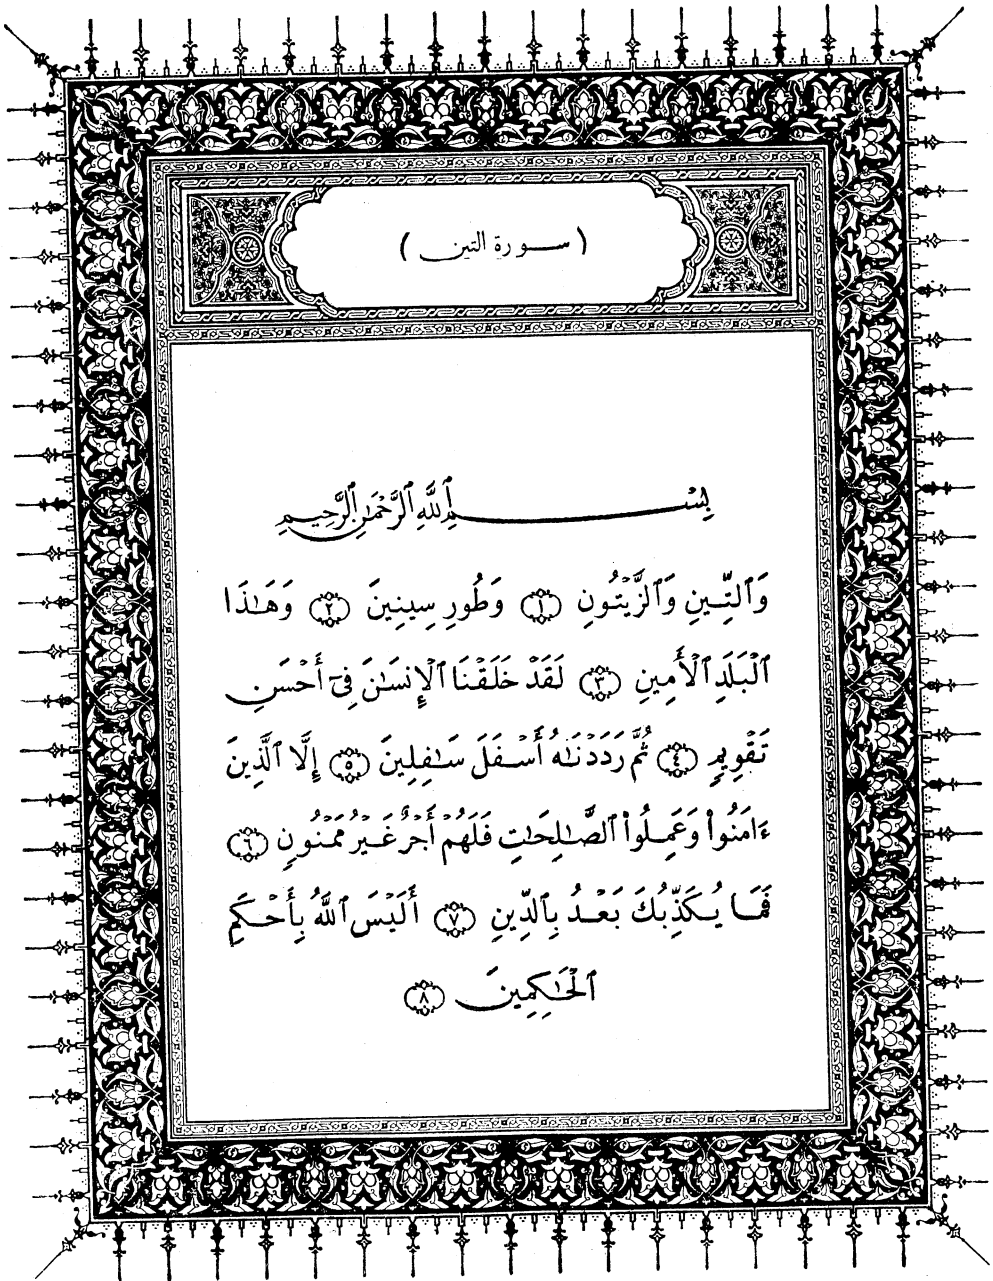 ( سورة التين )
بِسْمِ ٱللَّهِ ٱلرَّحْمَٰنِ ٱلرَّحِيمِ
وَٱلتِّينِ وَٱلزَّيْتُونِ ١ وَطُورِ سِينِينَ ٢ وَهَٰذَا
ٱلْبَلَدِ ٱلْأَمِينِ ٣ لَقَدْ خَلَقْنَا ٱلْإِنسَٰنَ فِىٓ أَحْسَنِ
تَقْوِيمٍ ٤ ثُمَّ رَدَدْنَٰهُ أَسْفَلَ سَٰفِلِينَ ٥ إِلَّا ٱلَّذِينَ
ءَامَنُوا۟ وَعَمِلُوا۟ ٱلصَّٰلِحَٰتِ فَلَهُمْ أَجْرٌ غَيْرُ مَمْنُونٍ ٦
فَمَا يُكَذِّبُكَ بَعْدُ بِٱلدِّينِ ٧ أَلَيْسَ ٱللَّهُ بِأَحْكَمِ
ٱلْحَٰكِمِينَ ٨